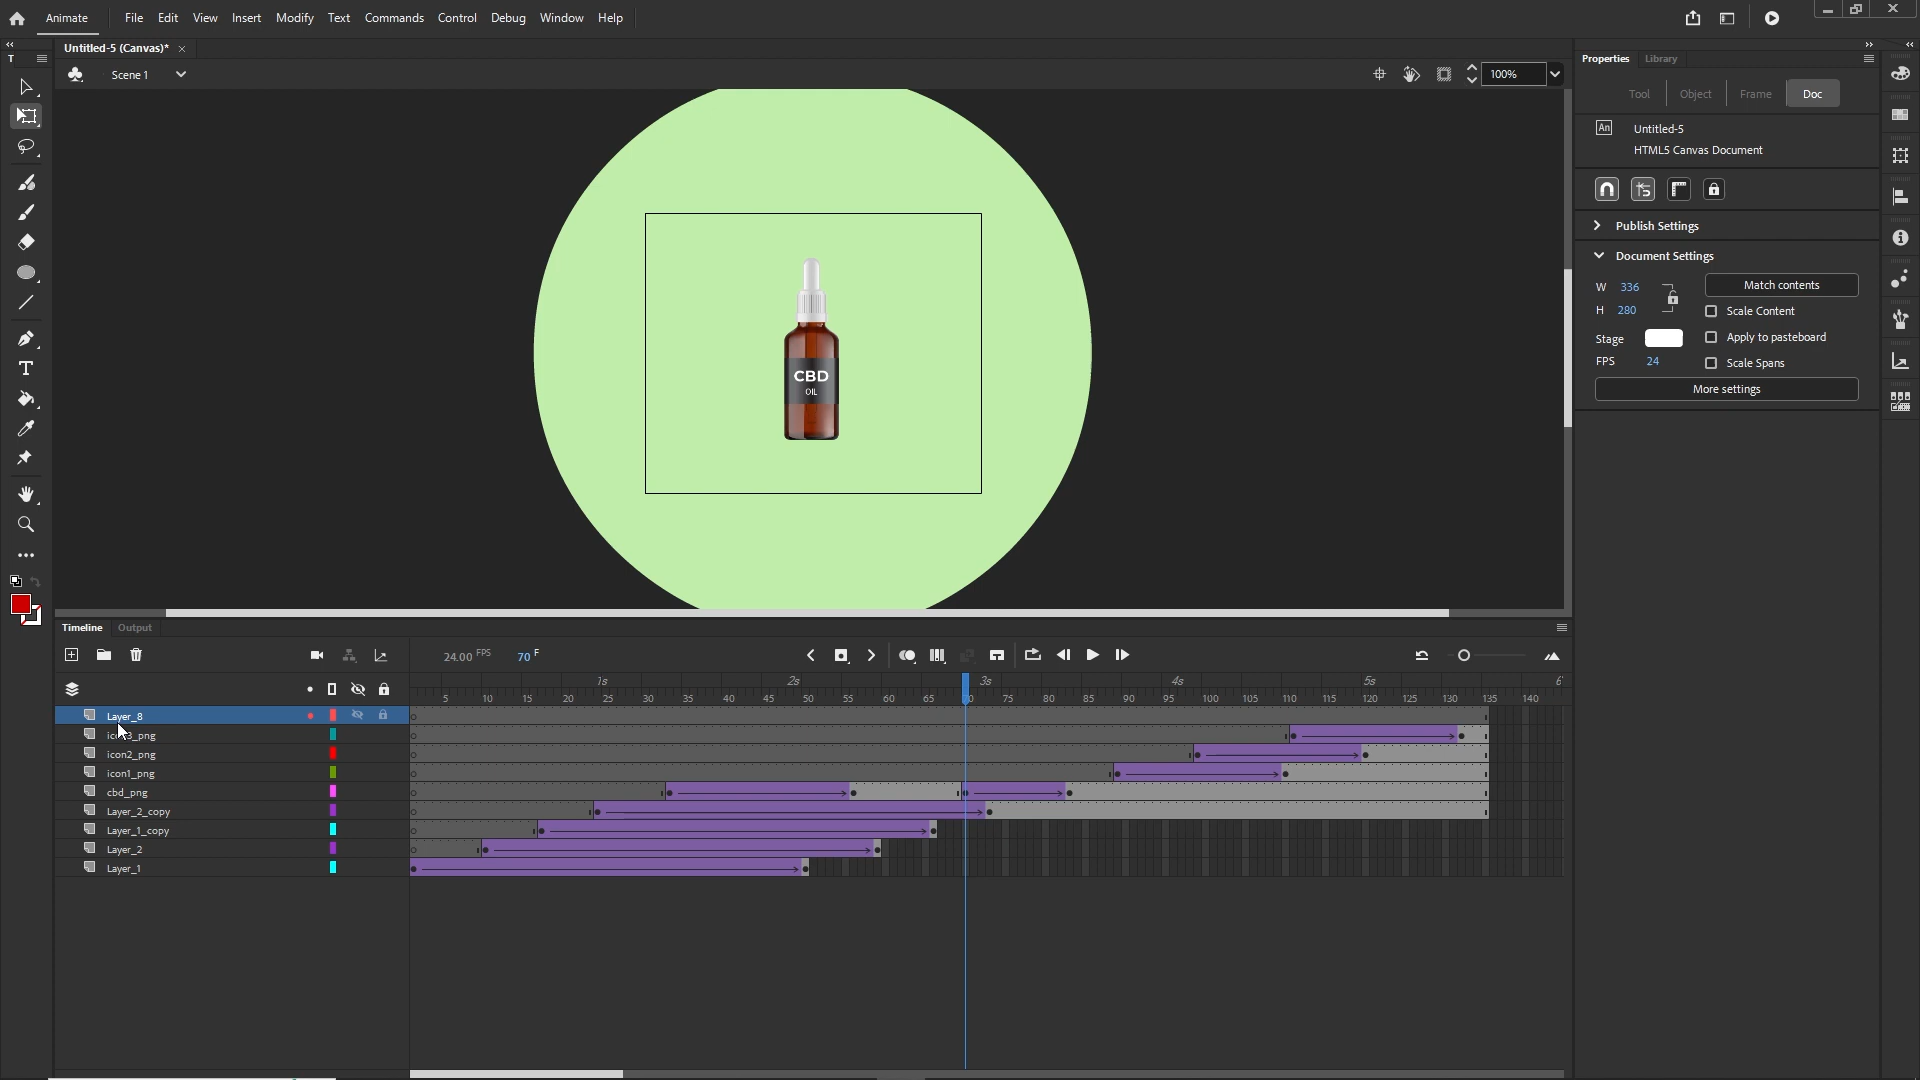 Animate File Edit View Insert Modify Text Commands Control Debug Window Help
Untitled-5 (Canvas)*
Scene 1
100%
CBD
OIL
Properties Library
Tool Object Frame Doc
An Untitled-5
HTML5 Canvas Document
Publish Settings
Document Settings
W 336 Match contents
H 280 Scale Content
Stage Apply to pasteboard
FPS 24 Scale Spans
More settings
Timeline Output
24.00 FPS 70 F
1s 2s 3s 4s 5s 6
5 10 15 20 25 30 35 40 45 50 55 60 65 70 75 80 85 90 95 100 105 110 115 120 125 130 135 140
Layer_8
icon3_png
icon2_png
icon1_png
cbd_png
Layer_2_copy
Layer_1_copy
Layer_2
Layer_1